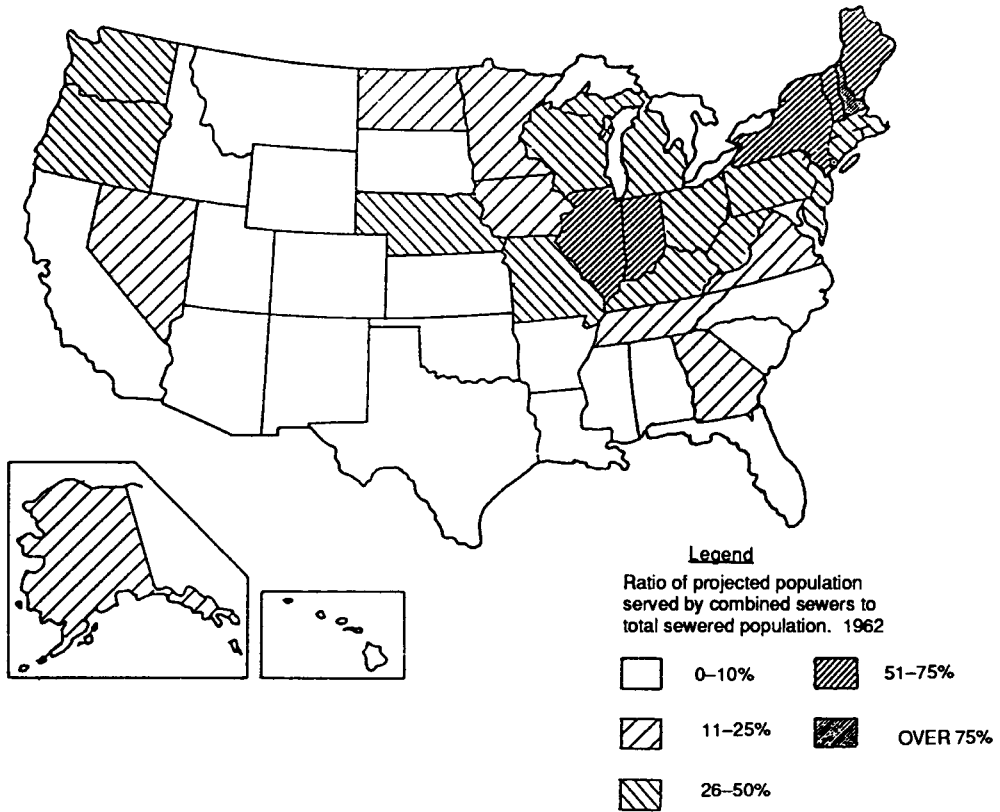 Legend
Ratio of projected population
served by combined sewers to
total sewered population. 1962
0–10%
51–75%
11–25%
OVER 75%
26–50%